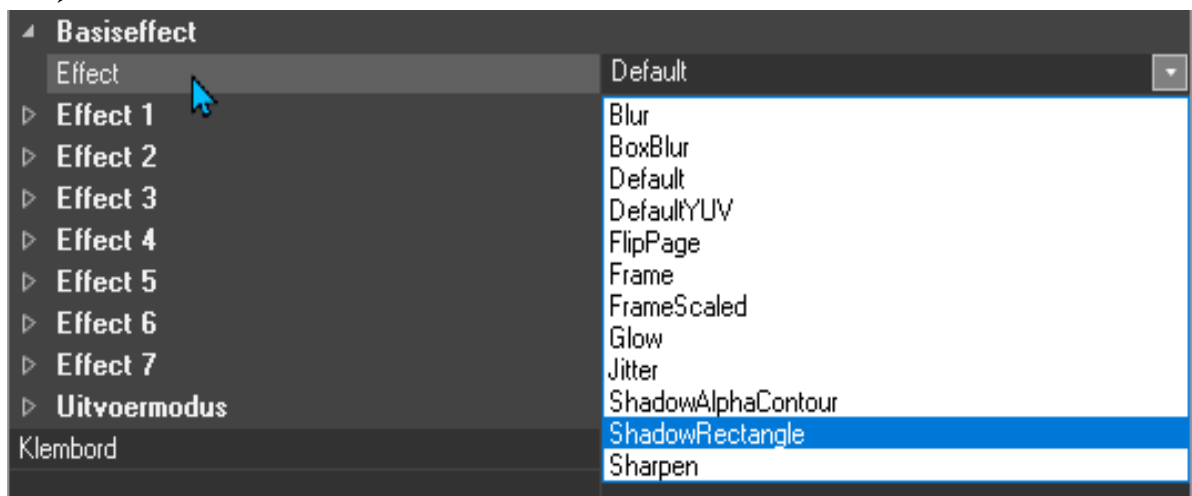 Basiseffect
Effect Default
Effect 1 Blur
BoxBlur
Effect 2 Default
Effect 3 DefaultYUV
Effect 4 FlipPage
Effect 5 Frame
FrameScaled
Effect 6 Glow
Effect 7 Jitter
Uitvoermodus ShadowAlphaContour
Klembord ShadowRectangle
Sharpen